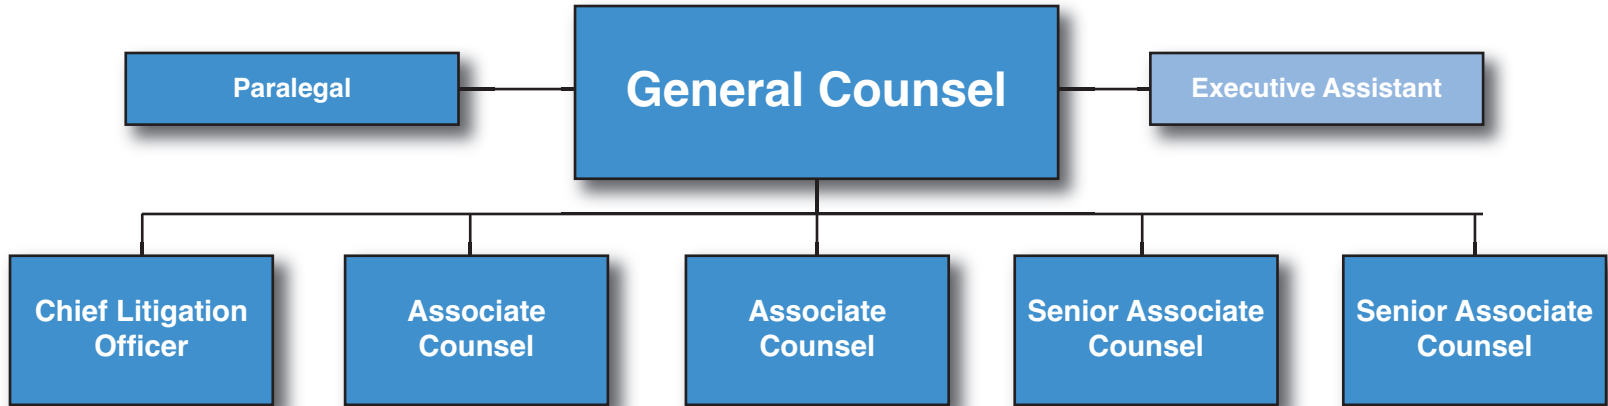 Paralegal
General Counsel
Executive Assistant
Chief Litigation
Officer
Associate
Counsel
Associate
Counsel
Senior Associate
Counsel
Senior Associate
Counsel